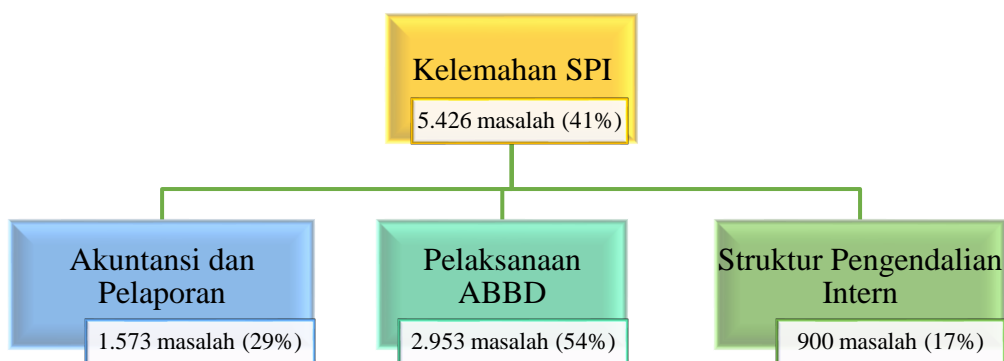 Kelemahan SPI
5.426 masalah (41%)
Akuntansi dan
Pelaporan
1.573 masalah (29%)
Pelaksanaan
ABBD
2.953 masalah (54%)
Struktur Pengendalian
Intern
900 masalah (17%)